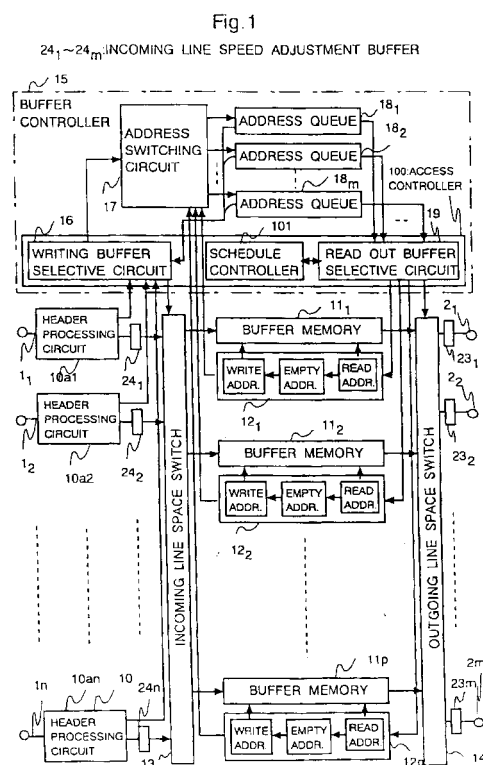 Fig.1
24₁~24ₘ:INCOMING LINE SPEED ADJUSTMENT BUFFER
15
BUFFER CONTROLLER
ADDRESS SWITCHING CIRCUIT
17
ADDRESS QUEUE
18₁
ADDRESS QUEUE
18₂
ADDRESS QUEUE
18ₘ
100:ACCESS CONTROLLER
16
WRITING BUFFER SELECTIVE CIRCUIT
101
SCHEDULE CONTROLLER
19
READ OUT BUFFER SELECTIVE CIRCUIT
HEADER PROCESSING CIRCUIT
1₁
10a1
24₁
HEADER PROCESSING CIRCUIT
1₂
10a2
24₂
INCOMING LINE SPACE SWITCH
11₁
BUFFER MEMORY
WRITE ADDR.
EMPTY ADDR.
READ ADDR.
12₁
11₂
BUFFER MEMORY
WRITE ADDR.
EMPTY ADDR.
READ ADDR.
12₂
OUTGOING LINE SPACE SWITCH
2₁
23₁
2₂
23₂
10an
10
24n
1n
HEADER PROCESSING CIRCUIT
13
11p
BUFFER MEMORY
WRITE ADDR.
EMPTY ADDR.
READ ADDR.
23m
2m
14